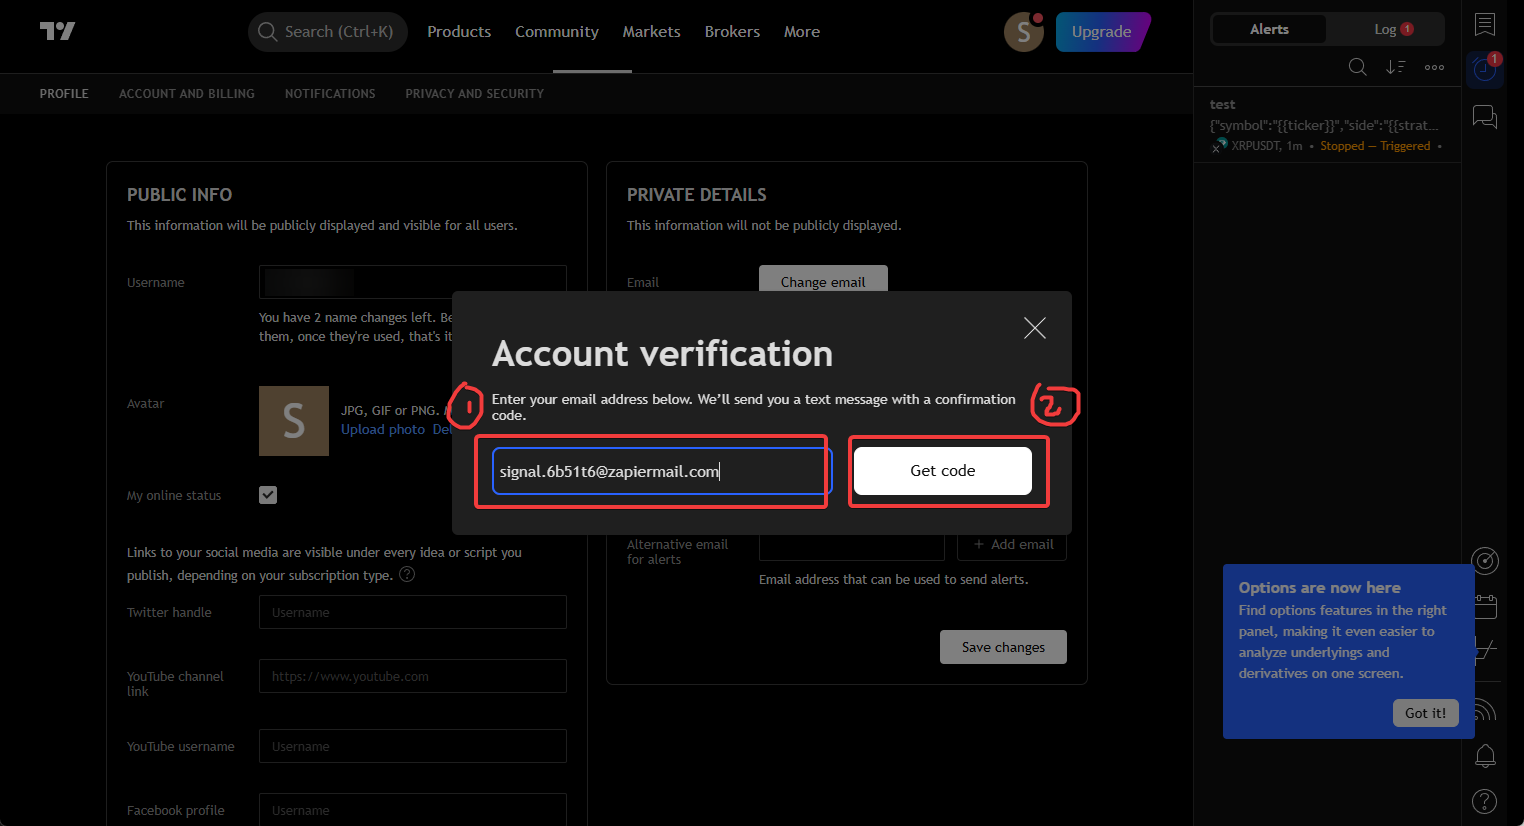 Search (Ctrl+K)
Products
Community
Markets
Brokers
More
S
Upgrade
Alerts
Log 1
1
PROFILE
ACCOUNT AND BILLING
NOTIFICATIONS
PRIVACY AND SECURITY
test
{"symbol":"{{ticker}}","side":"{{strat...
XRPUSDT, 1m • Stopped — Triggered •
PUBLIC INFO
This information will be publicly displayed and visible for all users.
Username
You have 2 name changes left.
them, once they're used, that's
Avatar
S
JPG, GIF or PNG.
Upload photo
My online status
Links to your social media are visible under every idea or script you
publish, depending on your subscription type. ?
Twitter handle
Username
YouTube channel
link
https://www.youtube.com
YouTube username
Username
Facebook profile
Username
PRIVATE DETAILS
This information will not be publicly displayed.
Email
Change email
Account verification
1
Enter your email address below. We'll send you a text message with a confirmation
code.
2
signal.6b51t6@zapiermail.com
Get code
Alternative email
for alerts
+ Add email
Email address that can be used to send alerts.
Save changes
Options are now here
Find options features in the right
panel, making it even easier to
analyze underlyings and
derivatives on one screen.
Got it!
?